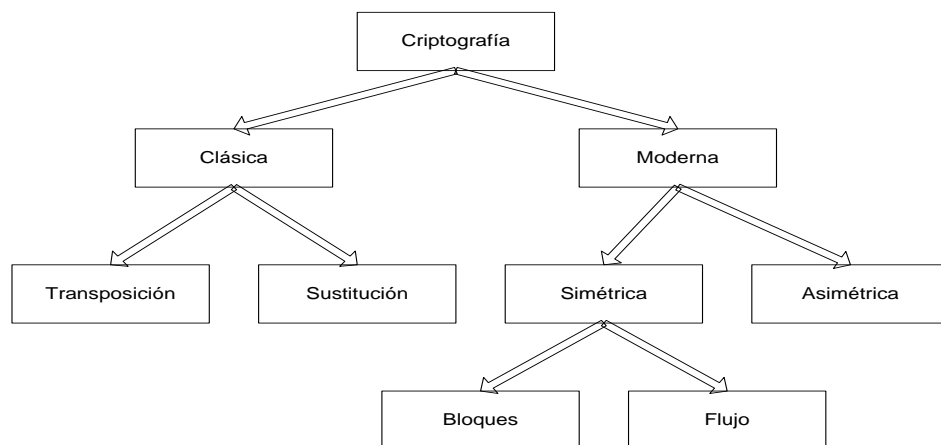 Criptografía
Clásica
Moderna
Transposición
Sustitución
Simétrica
Asimétrica
Bloques
Flujo